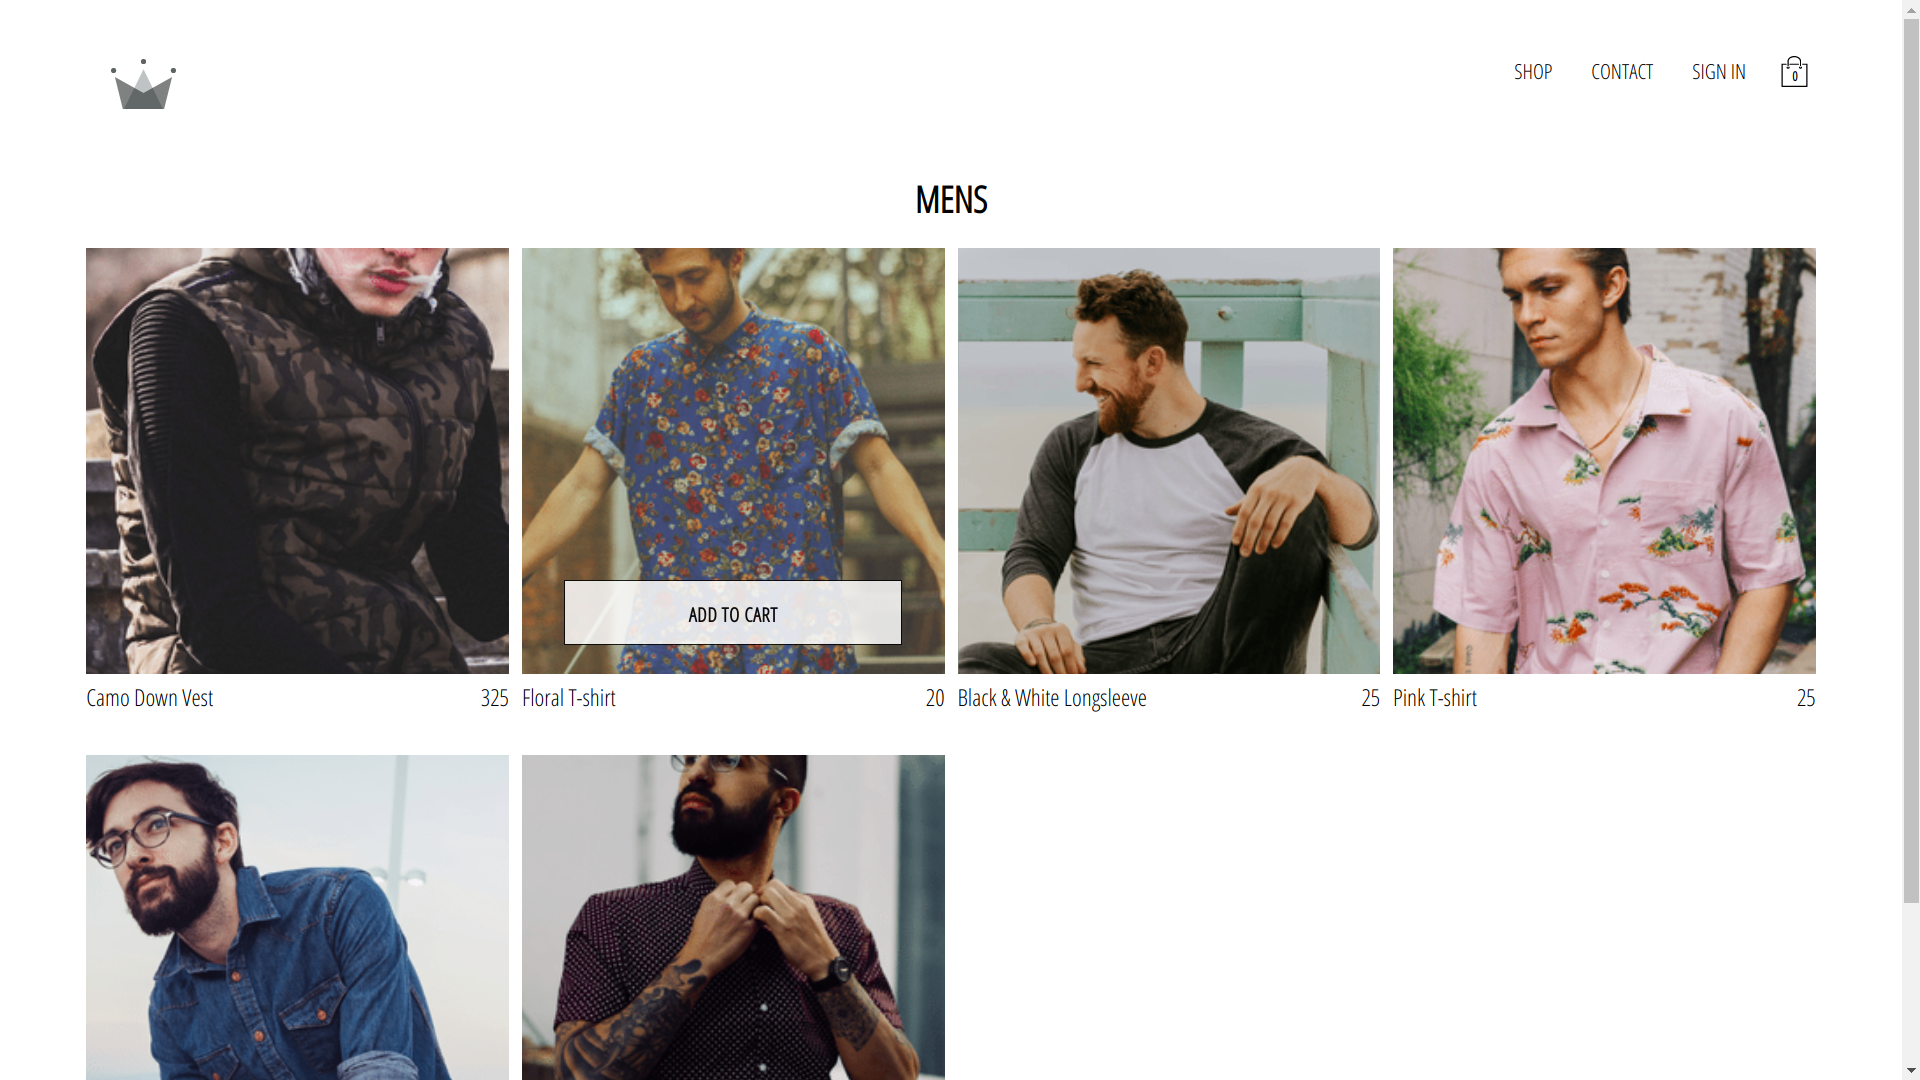 SHOP
CONTACT
SIGN IN
0
MENS
ADD TO CART
Camo Down Vest 325
Floral T-shirt 20
Black & White Longsleeve 25
Pink T-shirt 25